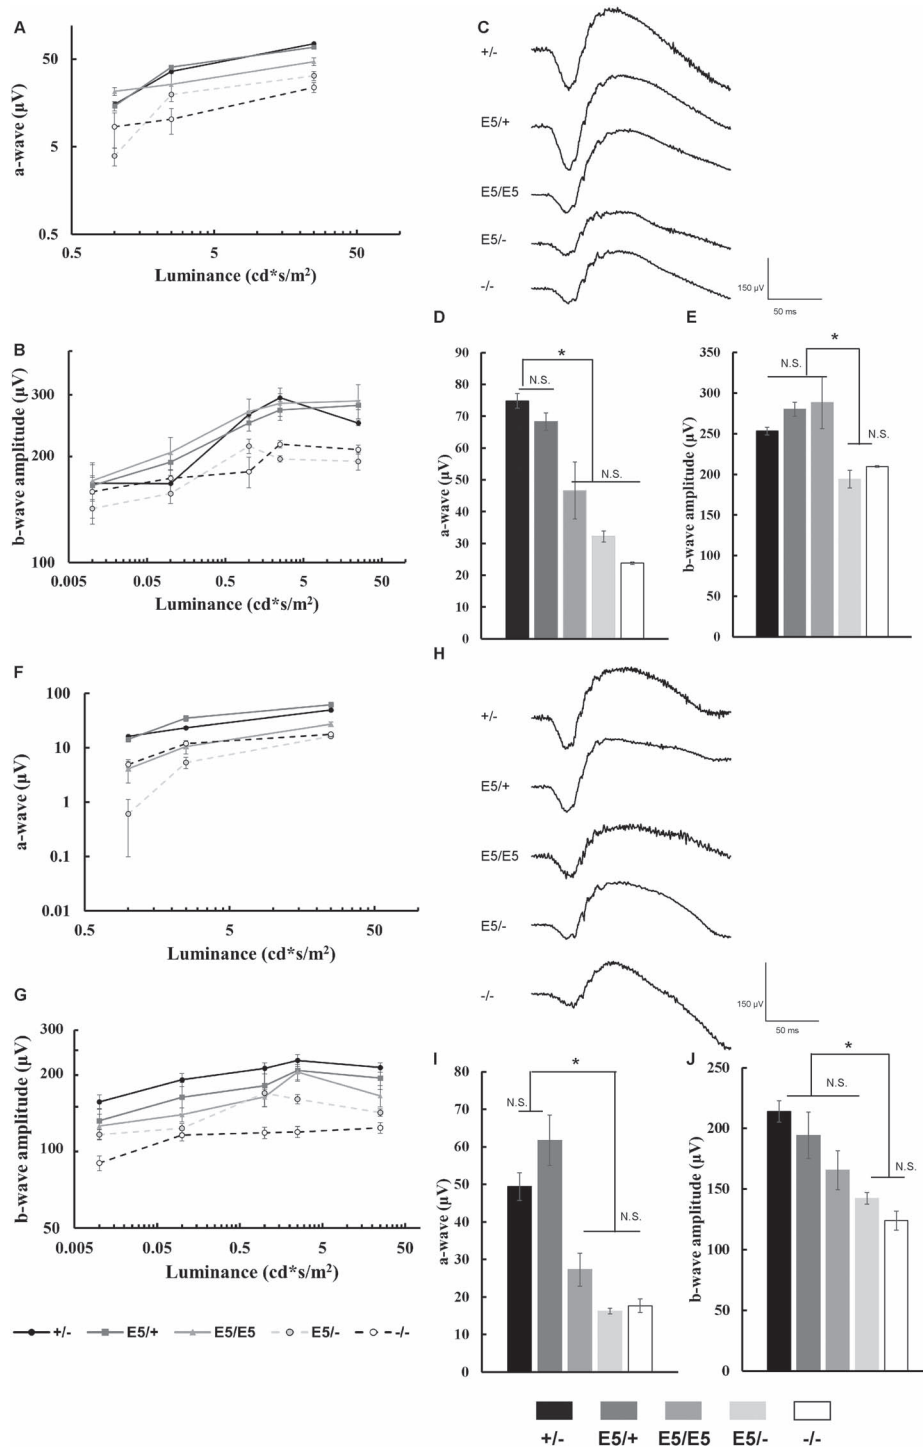 A
a-wave (µV)
50
5
0.5
0.5 5 50
Luminance (cd*s/m²)
C
+/-
E5/+
E5/E5
E5/-
-/-
150 µV
50 ms
B
b-wave amplitude (µV)
300
200
100
0.005 0.05 0.5 5 50
Luminance (cd*s/m²)
D
a-wave (µV)
90
80
70
60
50
40
30
20
10
0
*
N.S.
N.S.
E
b-wave amplitude (µV)
350
300
250
200
150
100
50
0
*
N.S.
N.S.
F
a-wave (µV)
100
10
1
0.1
0.01
0.5 5 50
Luminance (cd*s/m²)
H
+/-
E5/+
E5/E5
E5/-
-/-
150 µV
50 ms
G
b-wave amplitude (µV)
300
200
100
50
0.005 0.05 0.5 5 50
Luminance (cd*s/m²)
+/- E5/+ E5/E5 E5/- -/-
I
a-wave (µV)
80
70
60
50
40
30
20
10
0
*
N.S.
N.S.
J
b-wave amplitude (µV)
250
200
150
100
50
0
*
N.S.
N.S.
+/- E5/+ E5/E5 E5/- -/-